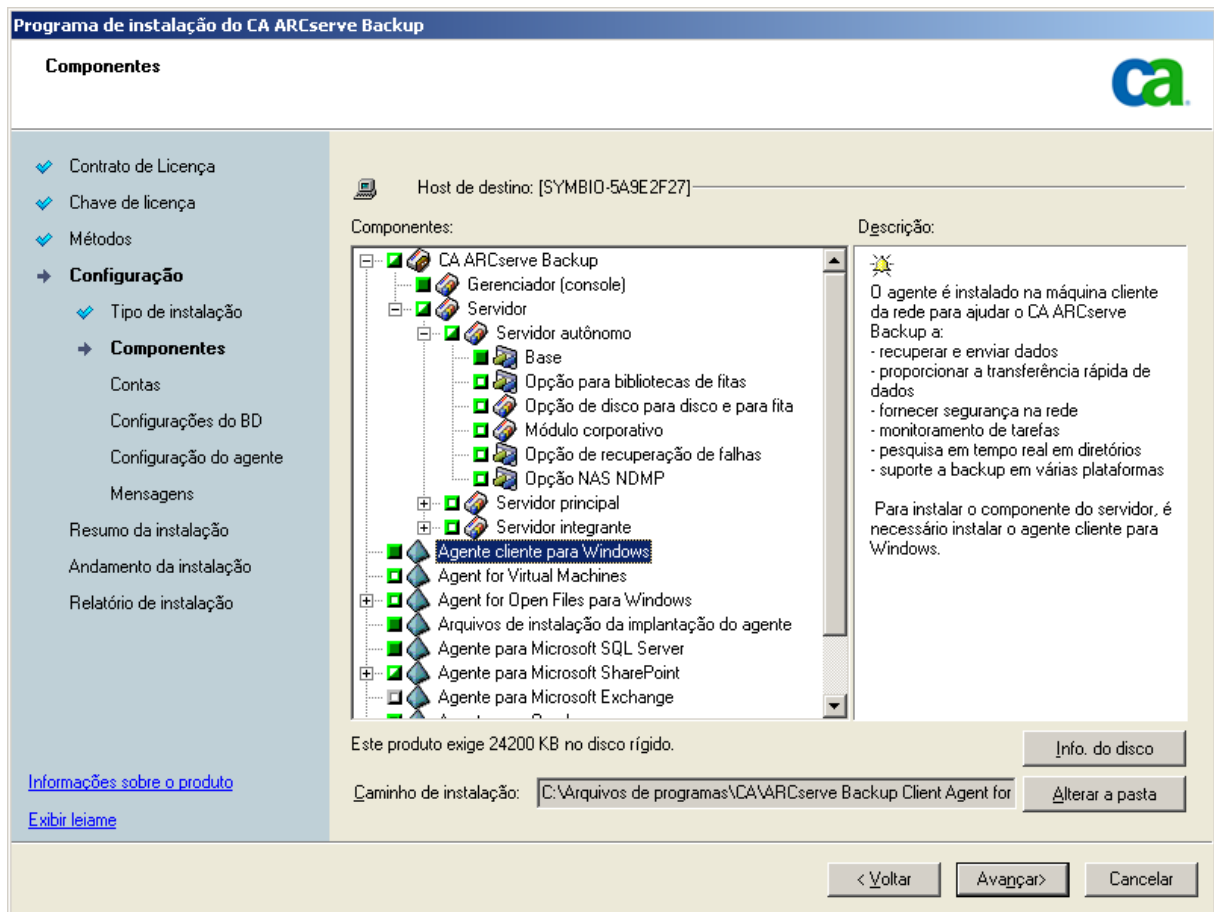 Programa de instalação do CA ARCserve Backup
Componentes
ca
Contrato de Licença
Chave de licença
Métodos
Configuração
Tipo de instalação
Componentes
Contas
Configurações do BD
Configuração do agente
Mensagens
Resumo da instalação
Andamento da instalação
Relatório de instalação
Informações sobre o produto
Exibir leiame
Host de destino: [SYMBIO-5A9E2F27]
Componentes:
CA ARCserve Backup
Gerenciador (console)
Servidor
Servidor autônomo
Base
Opção para bibliotecas de fitas
Opção de disco para disco e para fita
Módulo corporativo
Opção de recuperação de falhas
Opção NAS NDMP
Servidor principal
Servidor integrante
Agente cliente para Windows
Agent for Virtual Machines
Agent for Open Files para Windows
Arquivos de instalação da implantação do agente
Agente para Microsoft SQL Server
Agente para Microsoft SharePoint
Agente para Microsoft Exchange
Descrição:
O agente é instalado na máquina cliente
da rede para ajudar o CA ARCserve
Backup a:
- recuperar e enviar dados
- proporcionar a transferência rápida de
dados
- fornecer segurança na rede
- monitoramento de tarefas
- pesquisa em tempo real em diretórios
- suporte a backup em várias plataformas
Para instalar o componente do servidor, é
necessário instalar o agente cliente para
Windows.
Este produto exige 24200 KB no disco rígido.
Info. do disco
Caminho de instalação:
C:\Arquivos de programas\CA\ARCserve Backup Client Agent for
Alterar a pasta
< Voltar
Avançar>
Cancelar